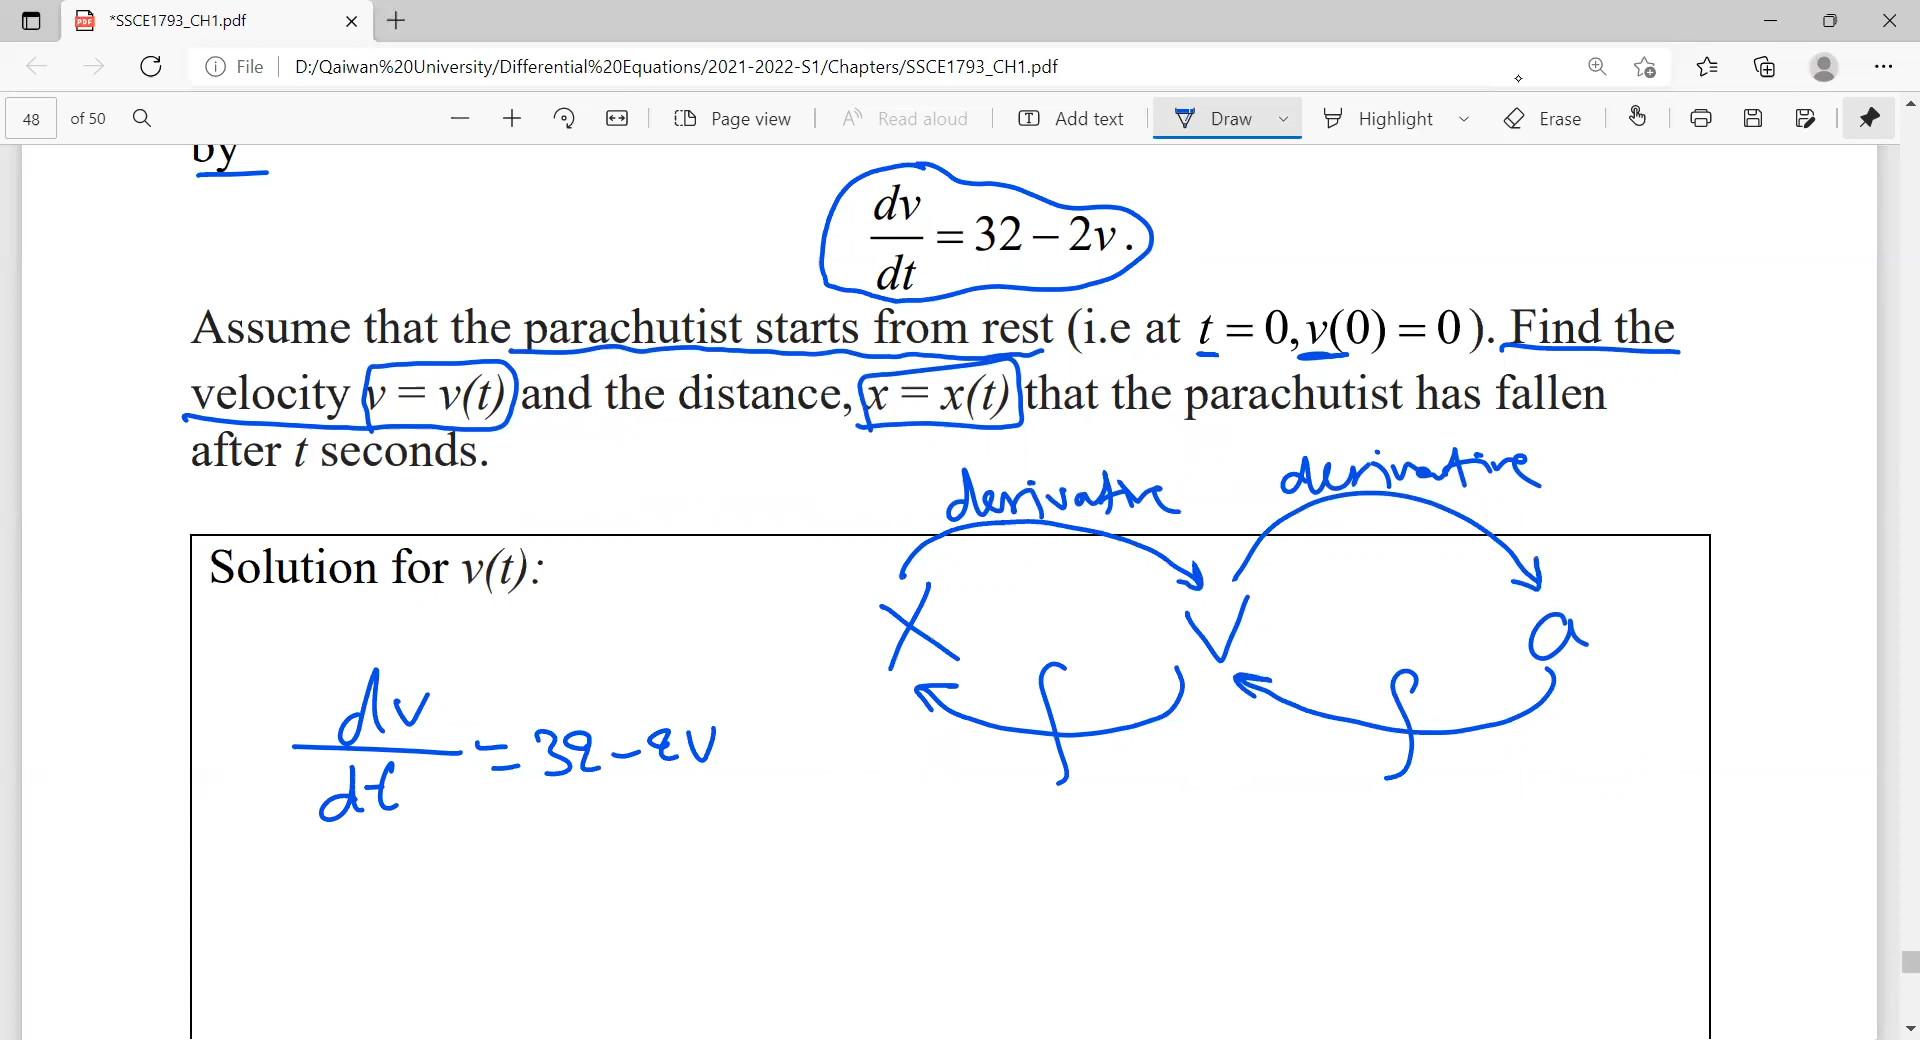 *SSCE1793_CH1.pdf
File D:/Qaiwan%20University/Differential%20Equations/2021-2022-S1/Chapters/SSCE1793_CH1.pdf
48 of 50 Page view Read aloud Add text Draw Highlight Erase
by
dv/dt = 32 − 2v.
Assume that the parachutist starts from rest (i.e at t = 0, v(0) = 0 ). Find the
velocity v = v(t) and the distance, x = x(t) that the parachutist has fallen
after t seconds.
derivative derivative
Solution for v(t):
X V a
∫ ∫
dv/dt = 32 − 2v